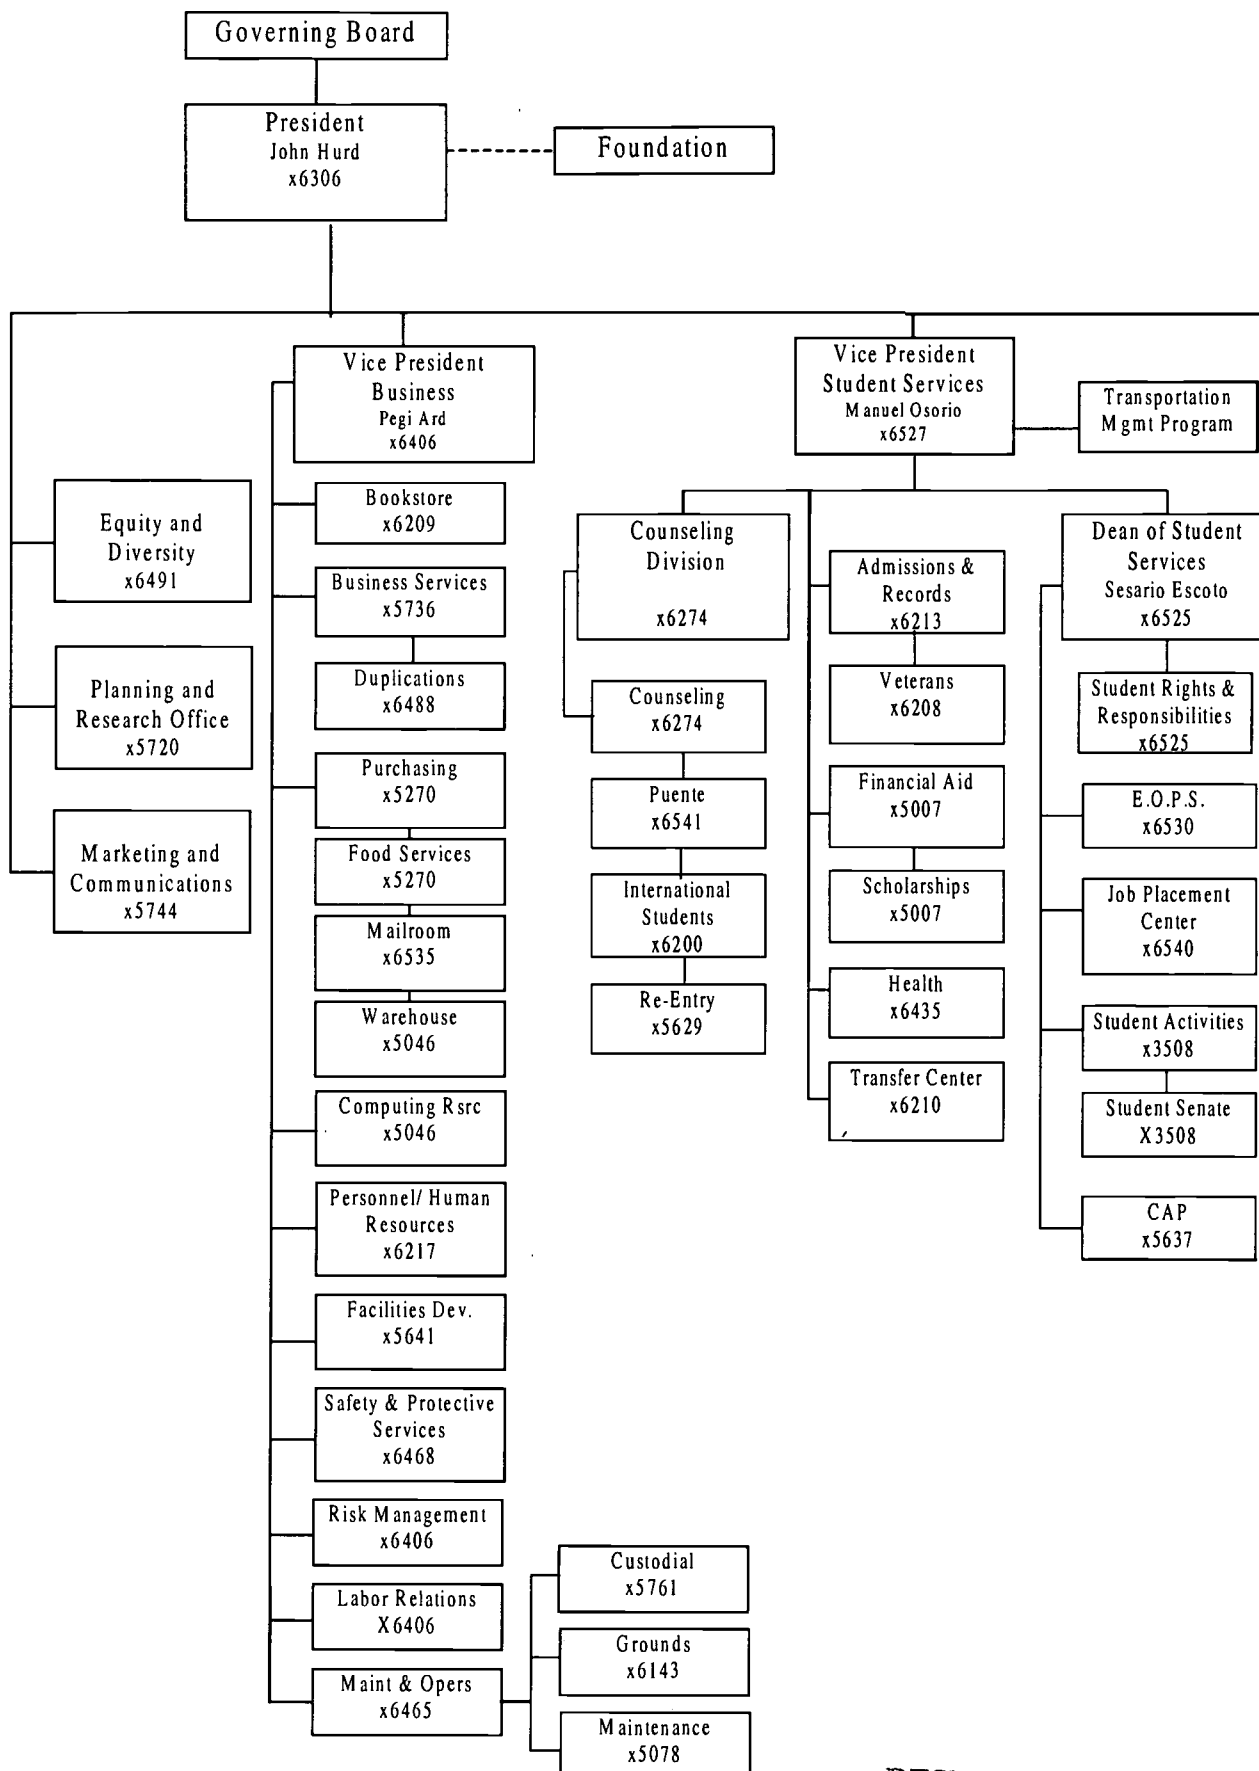 Governing Board
President
John Hurd
x6306
Foundation
Vice President
Business
Pegi Ard
x6406
Vice President
Student Services
Manuel Osorio
x6527
Transportation
Mgmt Program
Equity and
Diversity
x6491
Planning and
Research Office
x5720
Marketing and
Communications
x5744
Bookstore
x6209
Business Services
x5736
Duplications
x6488
Purchasing
x5270
Food Services
x5270
Mailroom
x6535
Warehouse
x5046
Computing Rsrc
x5046
Personnel/ Human
Resources
x6217
Facilities Dev.
x5641
Safety & Protective
Services
x6468
Risk Management
x6406
Labor Relations
X6406
Maint & Opers
x6465
Custodial
x5761
Grounds
x6143
Maintenance
x5078
Counseling
Division
x6274
Counseling
x6274
Puente
x6541
International
Students
x6200
Re-Entry
x5629
Admissions &
Records
x6213
Veterans
x6208
Financial Aid
x5007
Scholarships
x5007
Health
x6435
Transfer Center
x6210
Dean of Student
Services
Sesario Escoto
x6525
Student Rights &
Responsibilities
x6525
E.O.P.S.
x6530
Job Placement
Center
x6540
Student Activities
x3508
Student Senate
X3508
CAP
x5637